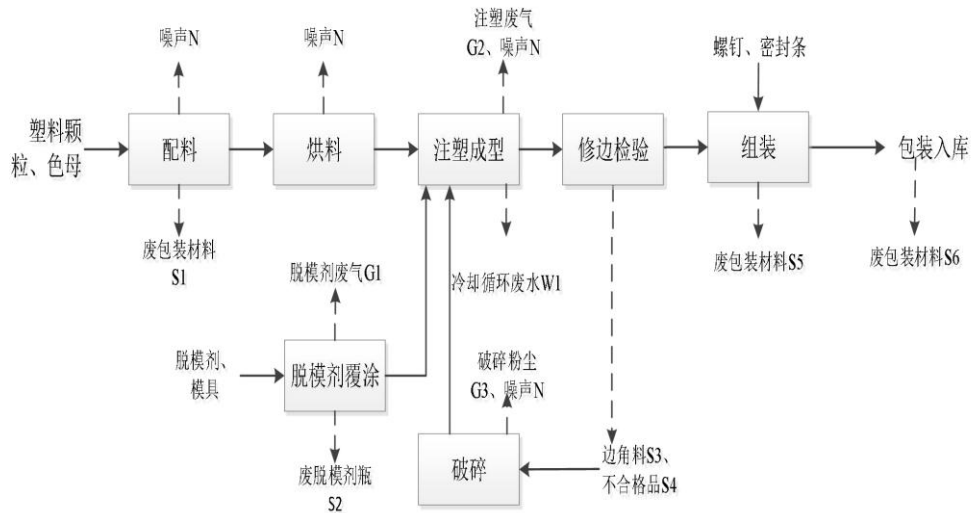 噪声N
噪声N
注塑废气
G2、噪声N
螺钉、密封条
塑料颗
粒、色母
配料
烘料
注塑成型
修边检验
组装
包装入库
废包装材料
S1
脱模剂废气G1
冷却循环废水W1
废包装材料S5
废包装材料S6
脱模剂、
模具
脱模剂覆涂
破碎粉尘
G3、噪声N
废脱模剂瓶
S2
破碎
边角料S3、
不合格品S4